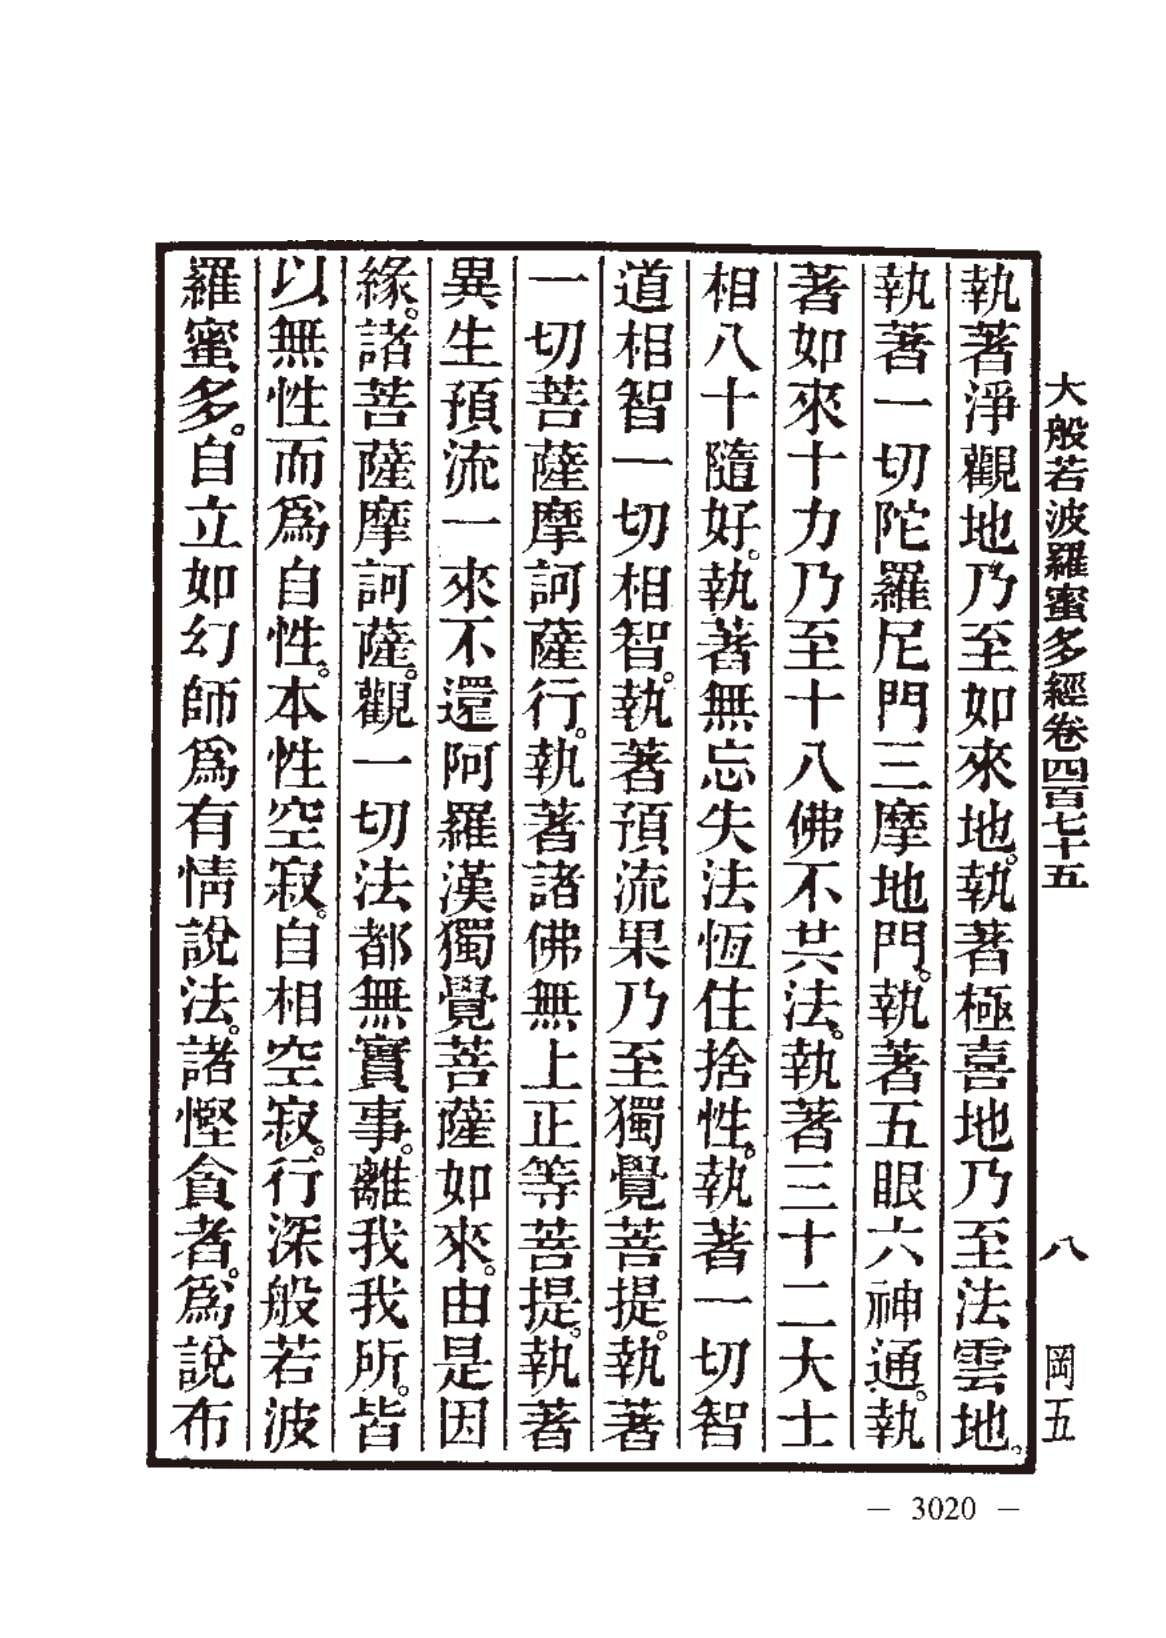 大般若波羅蜜多經卷四百七十五 八 岡五
執著淨觀地乃至如來地。執著極喜地乃至法雲地。
執著一切陀羅尼門三摩地門。執著五眼六神通。執
著如來十力乃至十八佛不共法。執著三十二大士
相八十隨好。執著無忘失法恆住捨性。執著一切智
道相智一切相智。執著預流果乃至獨覺菩提。執著
一切菩薩摩訶薩行。執著諸佛無上正等菩提。執著
異生預流一來不還阿羅漢獨覺菩薩如來。由是因
緣。諸菩薩摩訶薩。觀一切法都無實事。離我我所。皆
以無性而爲自性。本性空寂。自相空寂。行深般若波
羅蜜多。自立如幻師爲有情說法。諸慳貪者。爲說布
— 3020 —